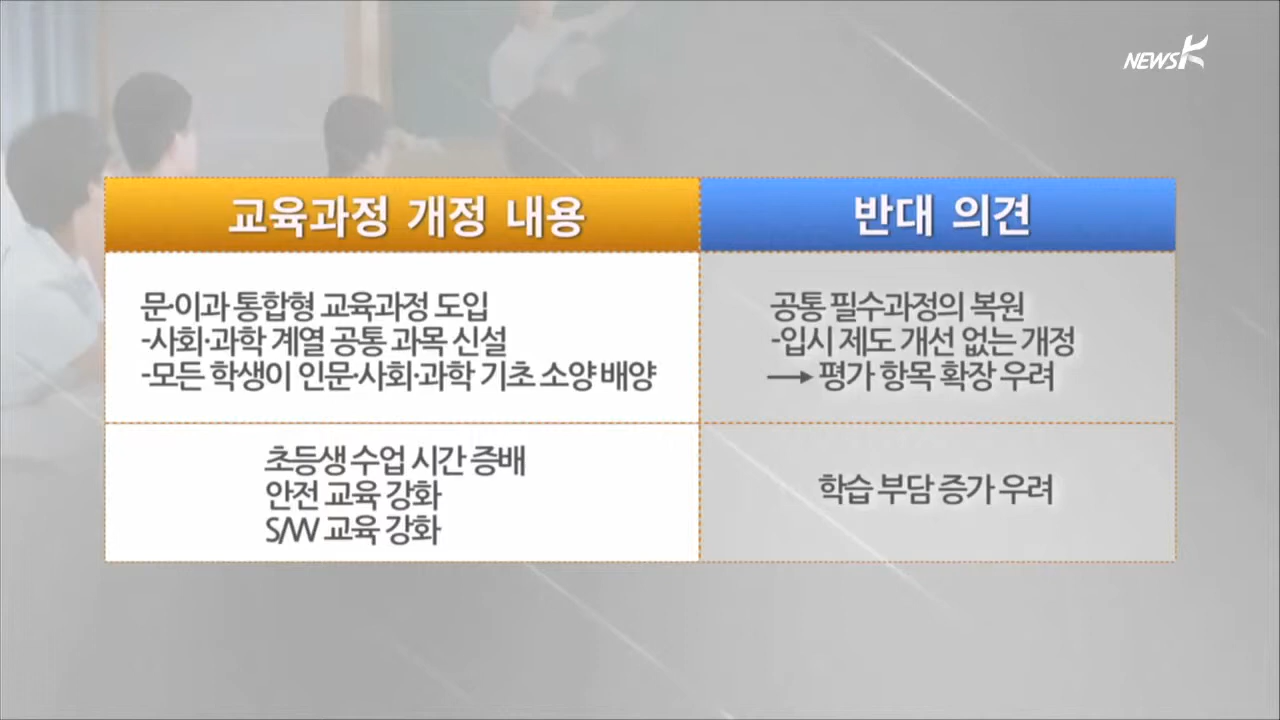 NEWS K
교육과정 개정 내용
반대 의견
문·이과 통합형 교육과정 도입
-사회·과학 계열 공통 과목 신설
-모든 학생이 인문·사회·과학 기초 소양 배양
공통 필수과정의 복원
-입시 제도 개선 없는 개정
→ 평가 항목 확장 우려
초등생 수업 시간 증배
안전 교육 강화
S/W 교육 강화
학습 부담 증가 우려